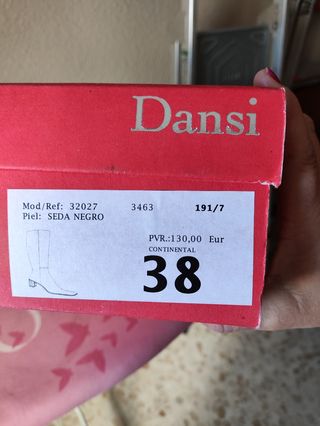 Dansi
Mod/Ref: 32027 3463 191/7
Piel: SEDA NEGRO
PVR.:130,00 Eur
CONTINENTAL
38